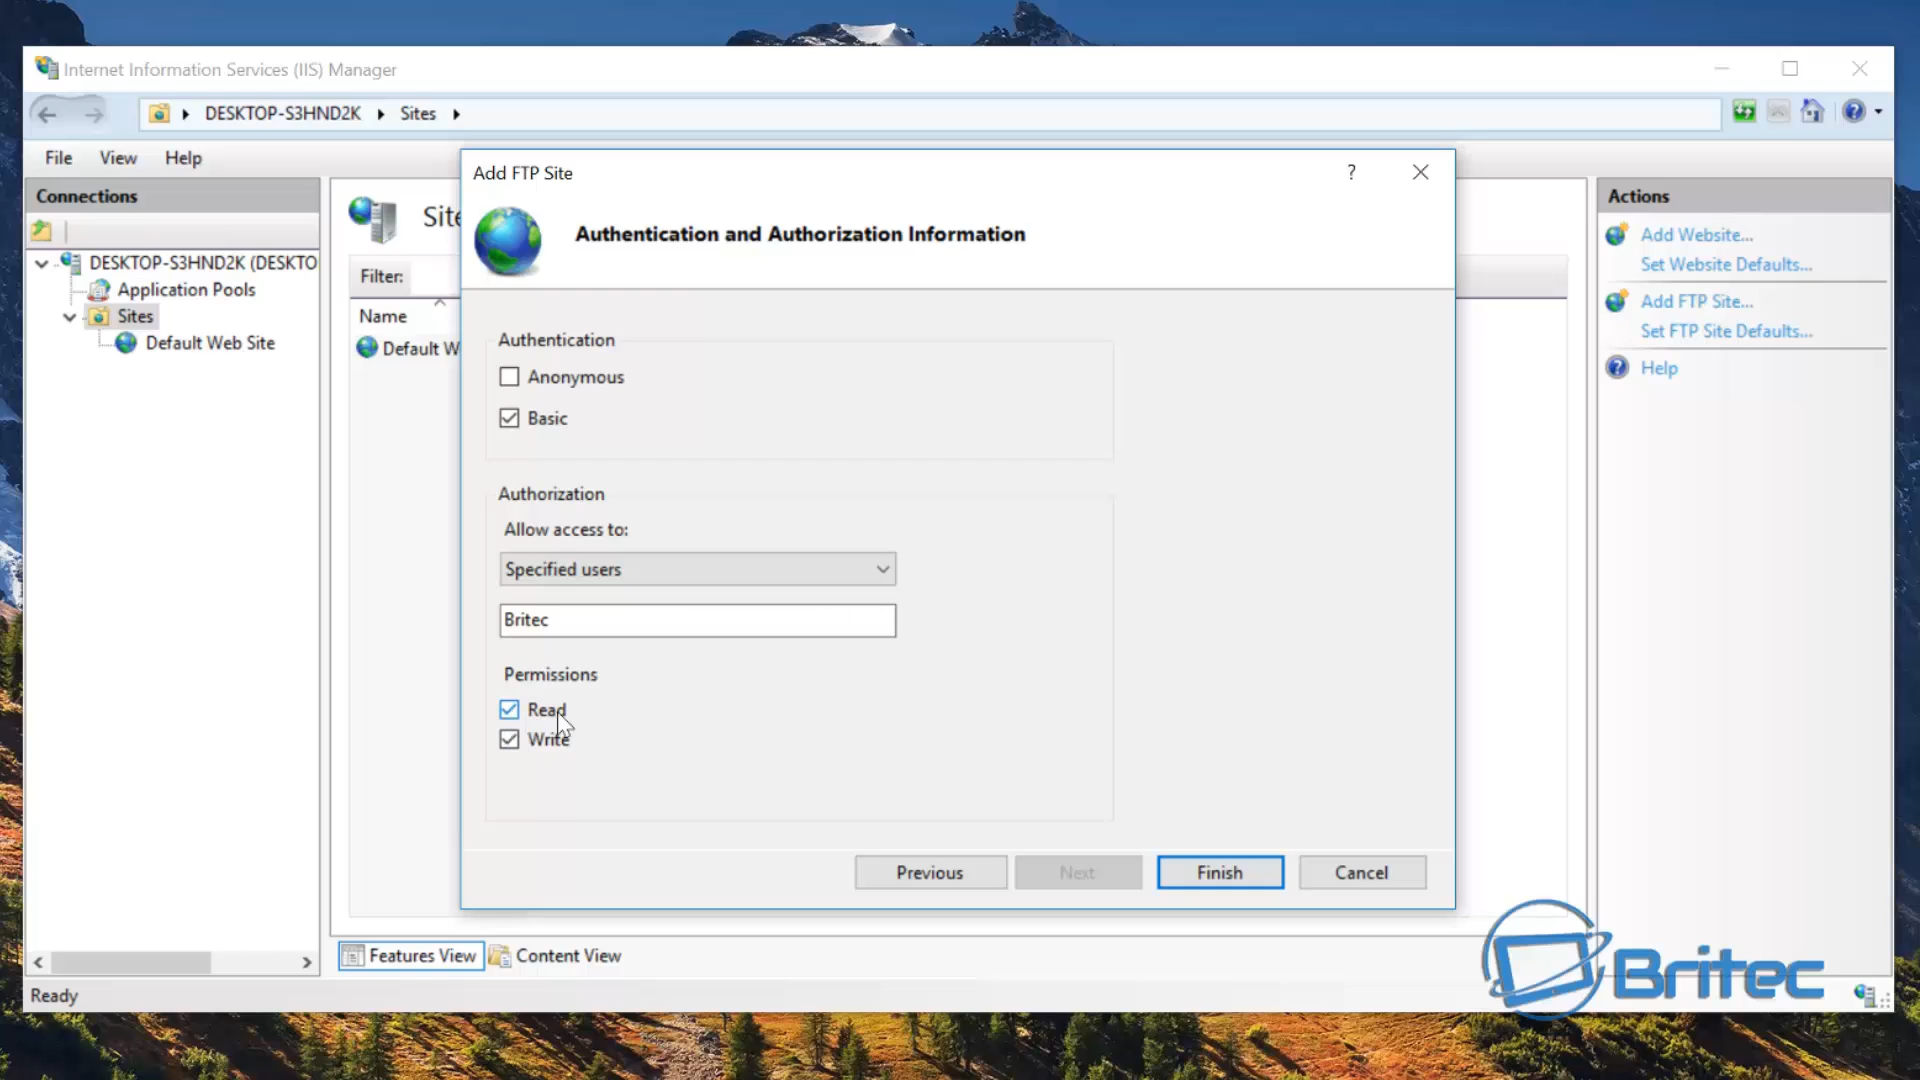 Internet Information Services (IIS) Manager
DESKTOP-S3HND2K
Sites
File View Help
Connections
DESKTOP-S3HND2K (DESKTO
Application Pools
Sites
Default Web Site
Site
Filter:
Name
Default W
Add FTP Site
?
Authentication and Authorization Information
Authentication
Anonymous
Basic
Authorization
Allow access to:
Specified users
Britec
Permissions
Read
Write
Previous Next Finish Cancel
Actions
Add Website...
Set Website Defaults...
Add FTP Site...
Set FTP Site Defaults...
Help
Features View Content View
Ready
Britec